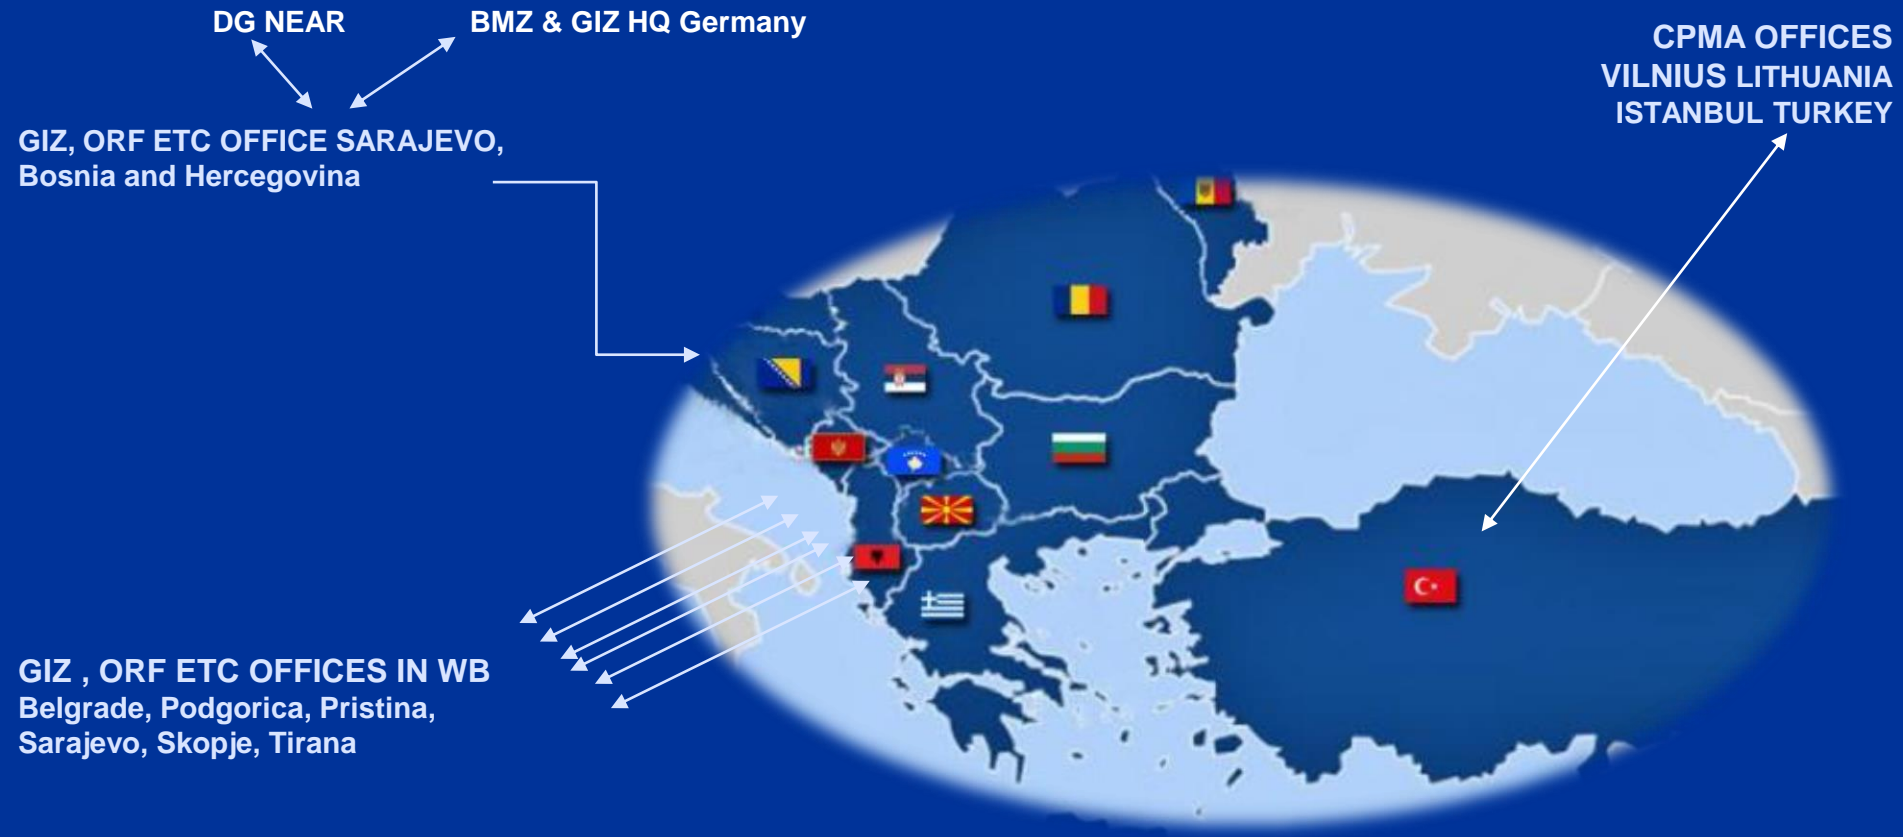 DG NEAR
BMZ & GIZ HQ Germany
CPMA OFFICES
VILNIUS LITHUANIA
ISTANBUL TURKEY
GIZ, ORF ETC OFFICE SARAJEVO,
Bosnia and Hercegovina
GIZ , ORF ETC OFFICES IN WB
Belgrade, Podgorica, Pristina,
Sarajevo, Skopje, Tirana